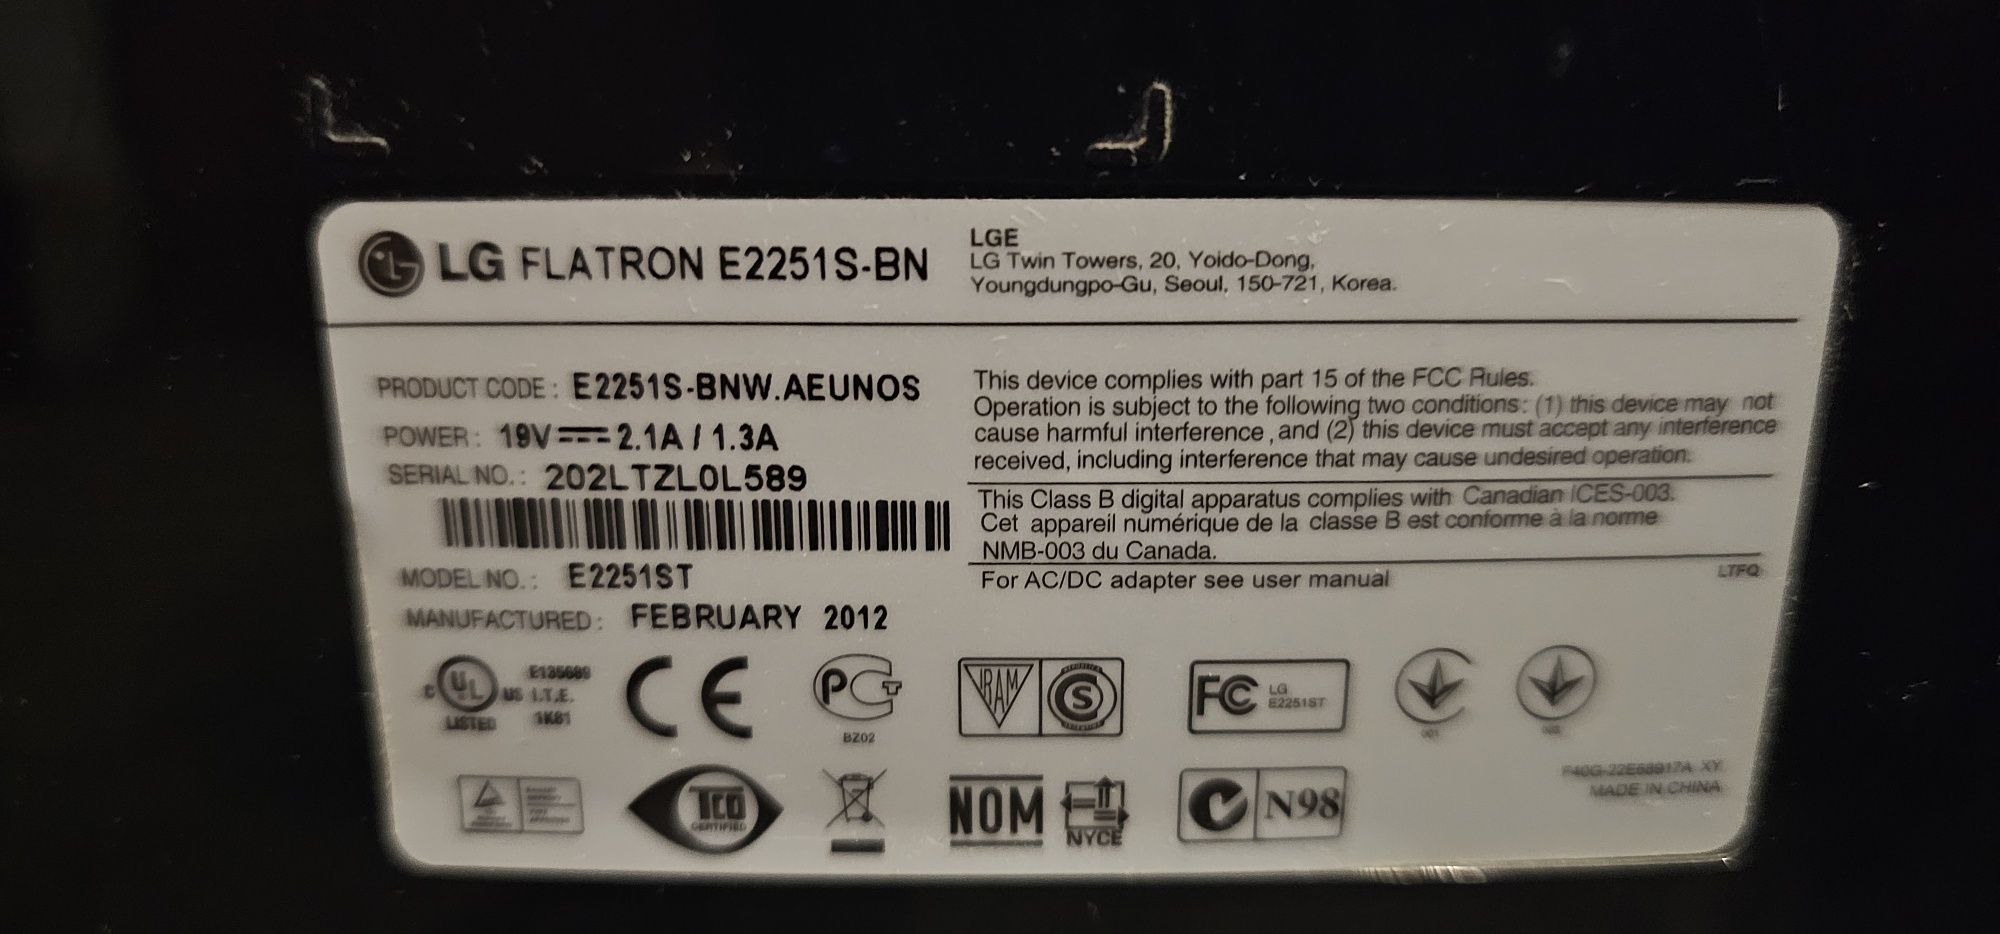 LG FLATRON E2251S-BN
LGE
LG Twin Towers, 20, Yoido-Dong,
Youngdungpo-Gu, Seoul, 150-721, Korea.
PRODUCT CODE: E2251S-BNW.AEUNOS
POWER: 19V⎓2.1A / 1.3A
SERIAL NO.: 202LTZL0L589
MODEL NO.: E2251ST
MANUFACTURED: FEBRUARY 2012
This device complies with part 15 of the FCC Rules.
Operation is subject to the following two conditions: (1) this device may not
cause harmful interference, and (2) this device must accept any interference
received, including interference that may cause undesired operation.
This Class B digital apparatus complies with Canadian ICES-003.
Cet appareil numérique de la classe B est conforme à la norme
NMB-003 du Canada.
For AC/DC adapter see user manual
LTFQ
C UL US
LISTED
I.T.E.
1K81
CE
PCT
BZ02
IRAM
S
FC
LG
E2251ST
001
TCO
CERTIFIED
NOM
NYCE
N98
MADE IN CHINA